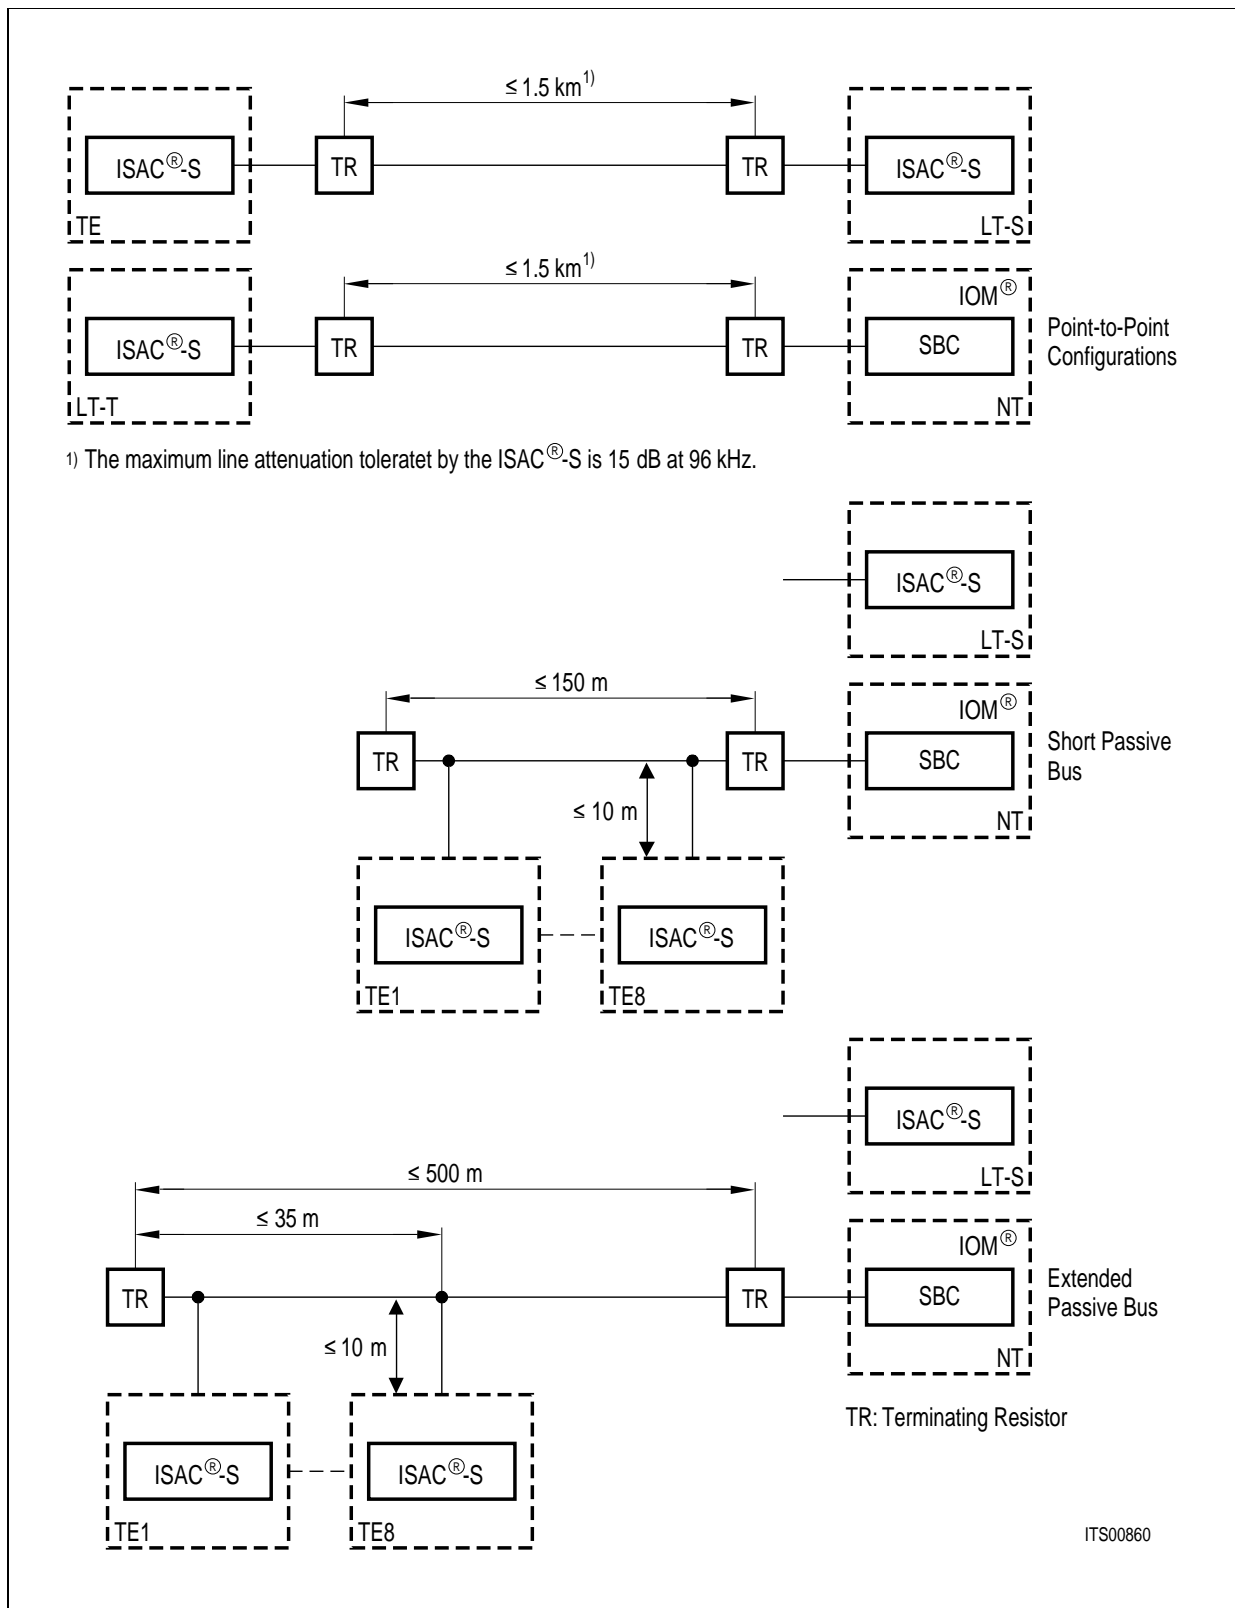 ≤ 1.5 km1)
ISAC®-S
TR
TR
ISAC®-S
TE
LT-S
≤ 1.5 km1)
IOM®
ISAC®-S
TR
TR
SBC
Point-to-Point
Configurations
LT-T
NT
1) The maximum line attenuation toleratet by the ISAC®-S is 15 dB at 96 kHz.
ISAC®-S
LT-S
≤ 150 m
IOM®
TR
TR
SBC
Short Passive
Bus
≤ 10 m
NT
ISAC®-S
ISAC®-S
TE1
TE8
ISAC®-S
LT-S
≤ 500 m
≤ 35 m
IOM®
TR
TR
SBC
Extended
Passive Bus
≤ 10 m
NT
TR: Terminating Resistor
ISAC®-S
ISAC®-S
TE1
TE8
ITS00860